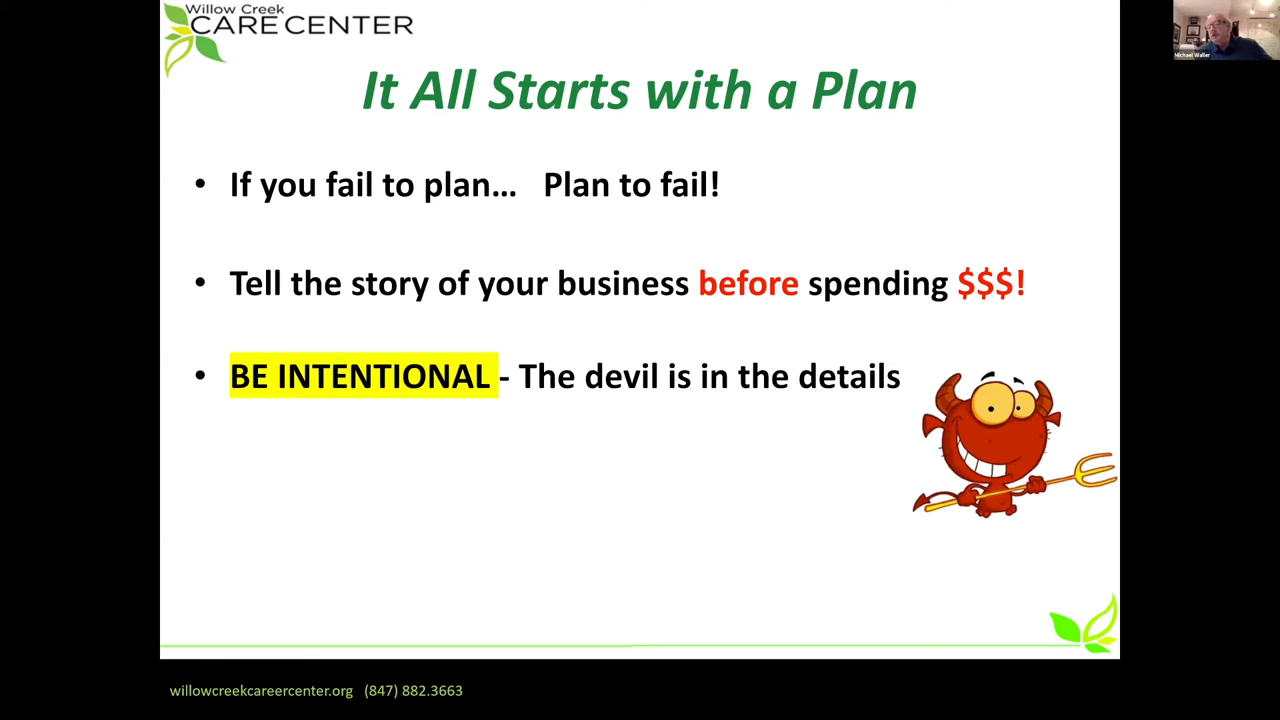 Willow Creek
CARE CENTER
Michael Waller
It All Starts with a Plan
• If you fail to plan... Plan to fail!
• Tell the story of your business before spending $$$!
• BE INTENTIONAL - The devil is in the details
willowcreekcareercenter.org (847) 882.3663